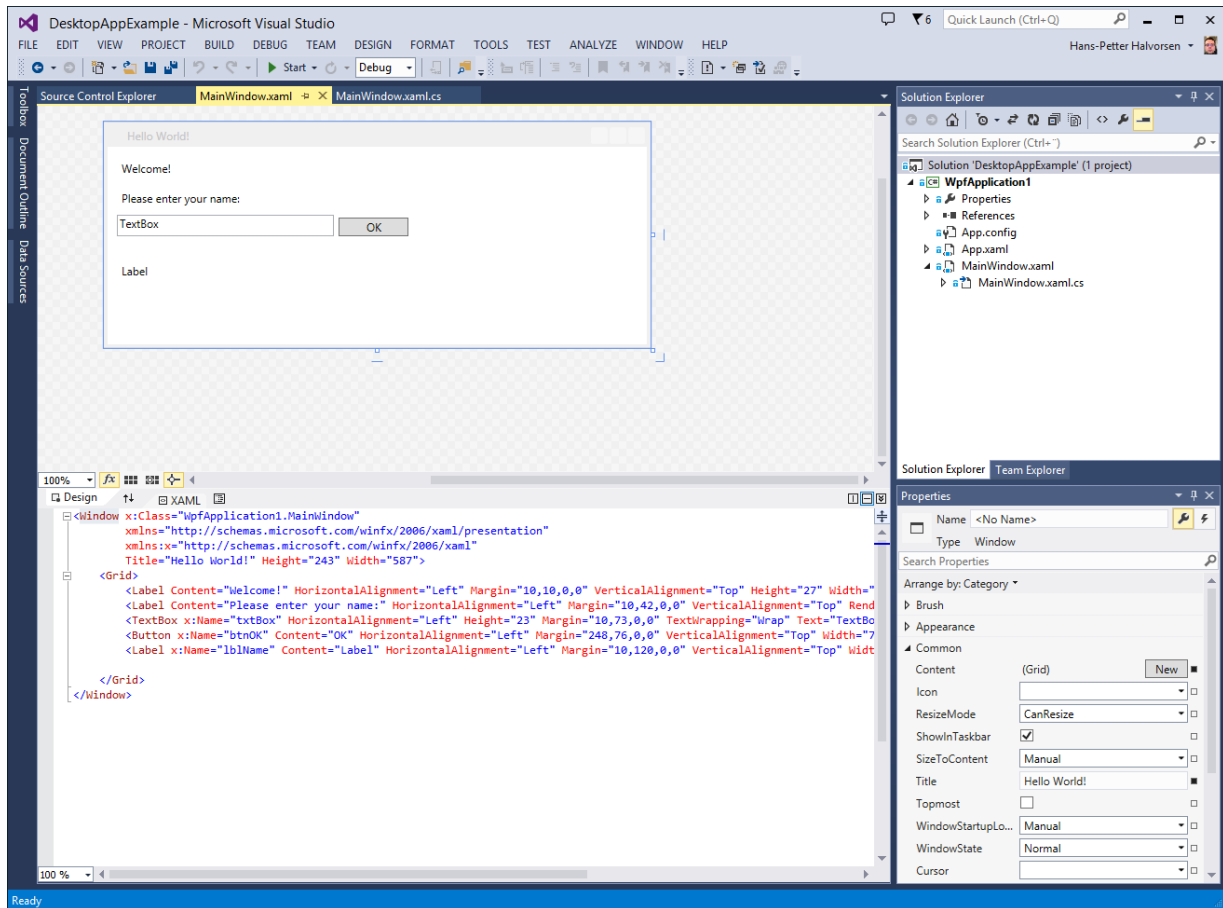 DesktopAppExample - Microsoft Visual Studio
6
Quick Launch (Ctrl+Q)
FILE EDIT VIEW PROJECT BUILD DEBUG TEAM DESIGN FORMAT TOOLS TEST ANALYZE WINDOW HELP
Hans-Petter Halvorsen
Start
Debug
Toolbox
Document Outline
Data Sources
Source Control Explorer
MainWindow.xaml
MainWindow.xaml.cs
Hello World!
Welcome!
Please enter your name:
TextBox
OK
Label
100%
fx
Design
XAML
<Window x:Class="WpfApplication1.MainWindow"
xmlns="http://schemas.microsoft.com/winfx/2006/xaml/presentation"
xmlns:x="http://schemas.microsoft.com/winfx/2006/xaml"
Title="Hello World!" Height="243" Width="587">
<Grid>
<Label Content="Welcome!" HorizontalAlignment="Left" Margin="10,10,0,0" VerticalAlignment="Top" Height="27" Width="
<Label Content="Please enter your name:" HorizontalAlignment="Left" Margin="10,42,0,0" VerticalAlignment="Top" Rend
<TextBox x:Name="txtBox" HorizontalAlignment="Left" Height="23" Margin="10,73,0,0" TextWrapping="Wrap" Text="TextBo
<Button x:Name="btnOK" Content="OK" HorizontalAlignment="Left" Margin="248,76,0,0" VerticalAlignment="Top" Width="7
<Label x:Name="lblName" Content="Label" HorizontalAlignment="Left" Margin="10,120,0,0" VerticalAlignment="Top" Widt
</Grid>
</Window>
100 %
Ready
Solution Explorer
Search Solution Explorer (Ctrl+¨)
Solution 'DesktopAppExample' (1 project)
C#
WpfApplication1
Properties
References
App.config
App.xaml
MainWindow.xaml
MainWindow.xaml.cs
Solution Explorer
Team Explorer
Properties
Name <No Name>
Type Window
Search Properties
Arrange by: Category
Brush
Appearance
Common
Content (Grid) New
Icon
ResizeMode CanResize
ShowInTaskbar
SizeToContent Manual
Title Hello World!
Topmost
WindowStartupLo... Manual
WindowState Normal
Cursor